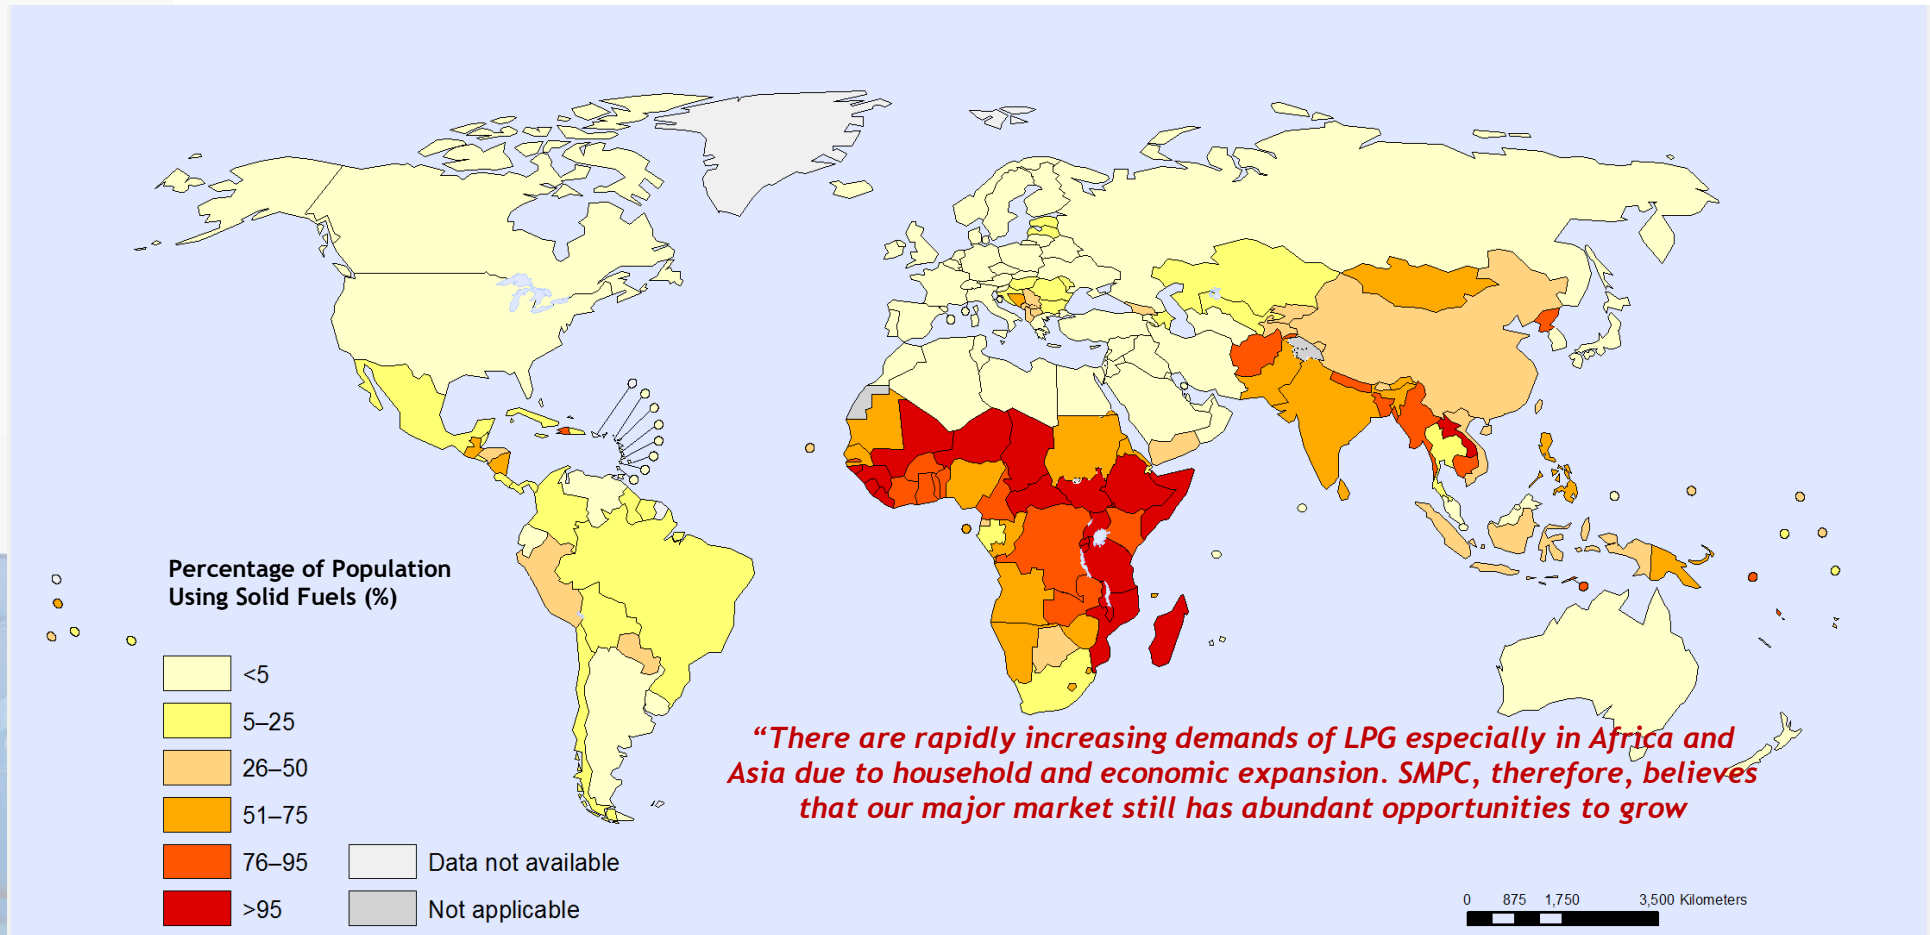 Percentage of Population
Using Solid Fuels (%)
<5
5–25
26–50
51–75
76–95
>95
Data not available
Not applicable
“There are rapidly increasing demands of LPG especially in Africa and
Asia due to household and economic expansion. SMPC, therefore, believes
that our major market still has abundant opportunities to grow
0 875 1,750 3,500 Kilometers